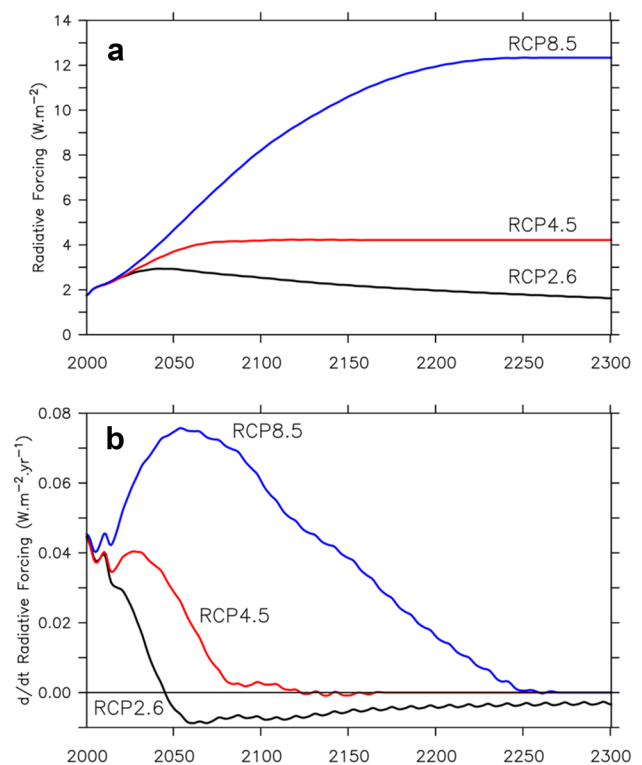 a
Radiative Forcing (W.m−2)
14
12
10
8
6
4
2
0
RCP8.5
RCP4.5
RCP2.6
2000 2050 2100 2150 2200 2250 2300
b
d/dt Radiative Forcing (W.m−2.yr−1)
0.08
0.06
0.04
0.02
0.00
RCP8.5
RCP4.5
RCP2.6
2000 2050 2100 2150 2200 2250 2300